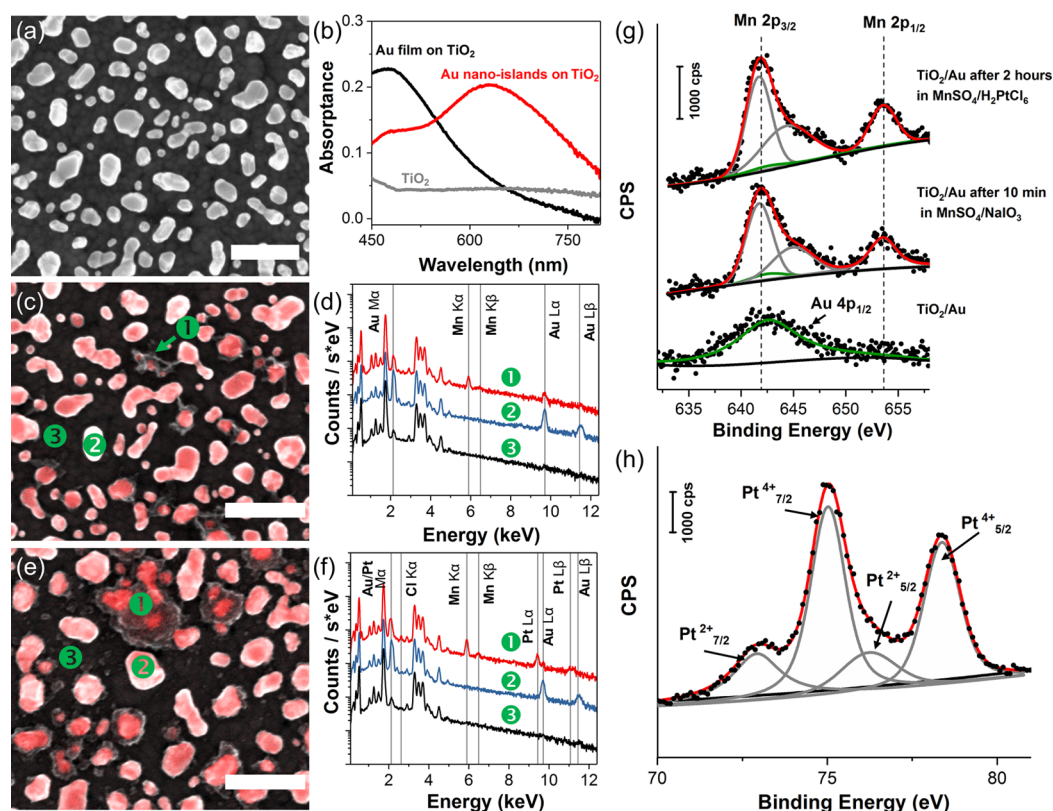 (a)
(b)
0.3
0.2
0.1
0.0
Absorptance
Au film on TiO2
Au nano-islands on TiO2
TiO2
450
600
750
Wavelength (nm)
(c)
1
2
3
(d)
Au Mα
Mn Kα
Mn Kβ
Au Lα
Au Lβ
1
2
3
Counts / s*eV
0
2
4
6
8
10
12
Energy (keV)
(e)
1
2
3
(f)
Au/Pt
Mα
Cl Kα
Mn Kα
Mn Kβ
Pt Lα
Au Lα
Pt Lβ
Au Lβ
1
2
3
Counts / s*eV
0
2
4
6
8
10
12
Energy (keV)
(g)
Mn 2p3/2
Mn 2p1/2
1000 cps
TiO2/Au after 2 hours
in MnSO4/H2PtCl6
TiO2/Au after 10 min
in MnSO4/NaIO3
TiO2/Au
Au 4p1/2
CPS
635
640
645
650
655
Binding Energy (eV)
(h)
1000 cps
Pt4+7/2
Pt4+5/2
Pt2+5/2
Pt2+7/2
CPS
70
75
80
Binding Energy (eV)